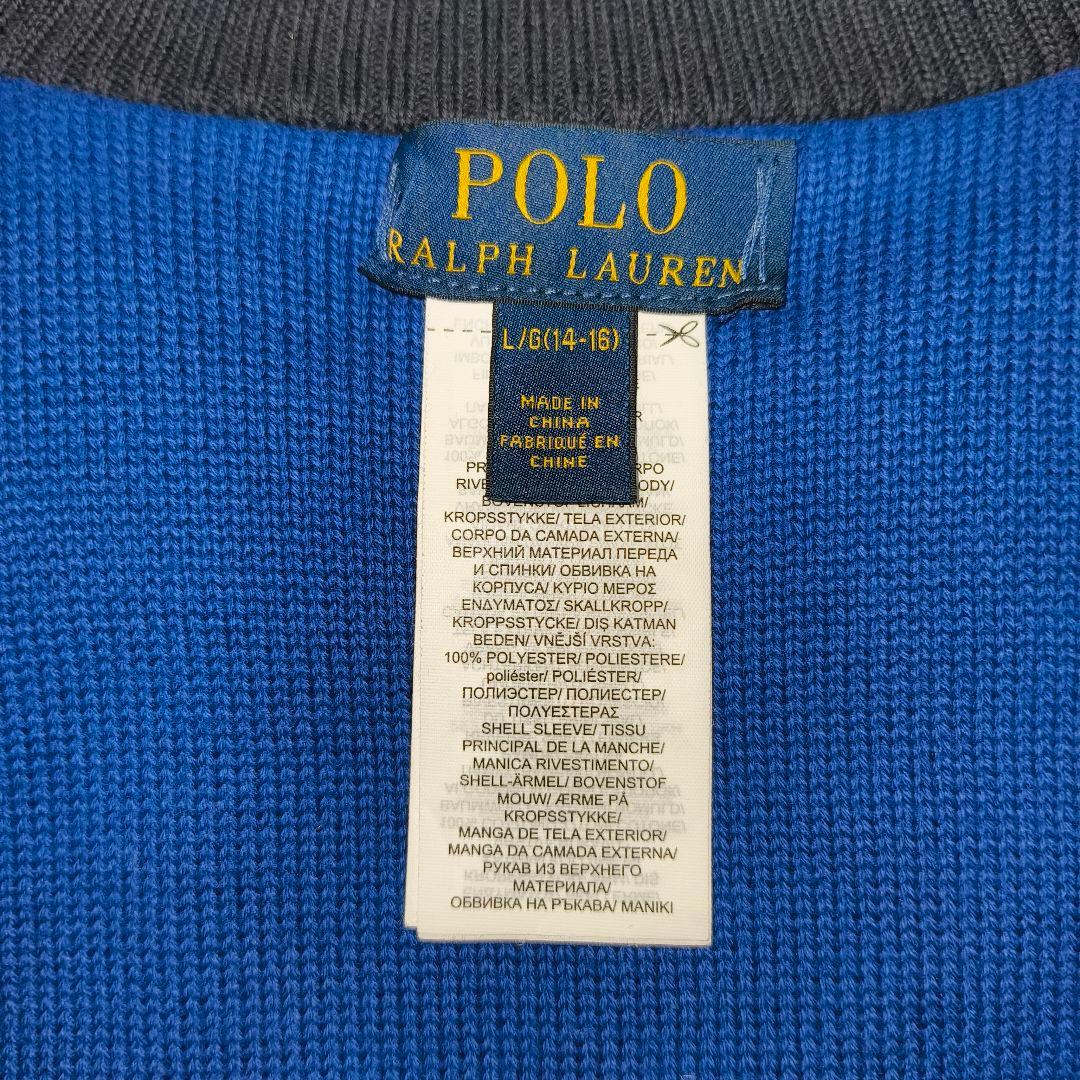 POLO
RALPH LAUREN
L/G(14-16)
MADE IN
CHINA
FABRIQUÉ EN
CHINE
KROPSSTYKKE/ TELA EXTERIOR/
CORPO DA CAMADA EXTERNA/
ВЕРХНИЙ МАТЕРИАЛ ПЕРЕДА
И СПИНКИ/ ОБВИВКА НА
КОРПУСА/ ΚΥΡΙΟ ΜΕΡΟΣ
ΕΝΔΥΜΑΤΟΣ/ SKALLKROPP/
KROPPSSTYCKE/ DIŞ KATMAN
BEDEN/ VNĚJŠÍ VRSTVA:
100% POLYESTER/ POLIESTERE/
poliéster/ POLIÉSTER/
ПОЛИЭСТЕР/ ПОЛИЕСТЕР/
ΠΟΛΥΕΣΤΕΡΑΣ
SHELL SLEEVE/ TISSU
PRINCIPAL DE LA MANCHE/
MANICA RIVESTIMENTO/
SHELL-ÄRMEL/ BOVENSTOF
MOUW/ ÆRME PÅ
KROPSSTYKKE/
MANGA DE TELA EXTERIOR/
MANGA DA CAMADA EXTERNA/
РУКАВ ИЗ ВЕРХНЕГО
МАТЕРИАЛА/
ОБВИВКА НА РЪКАВА/ MANIKI